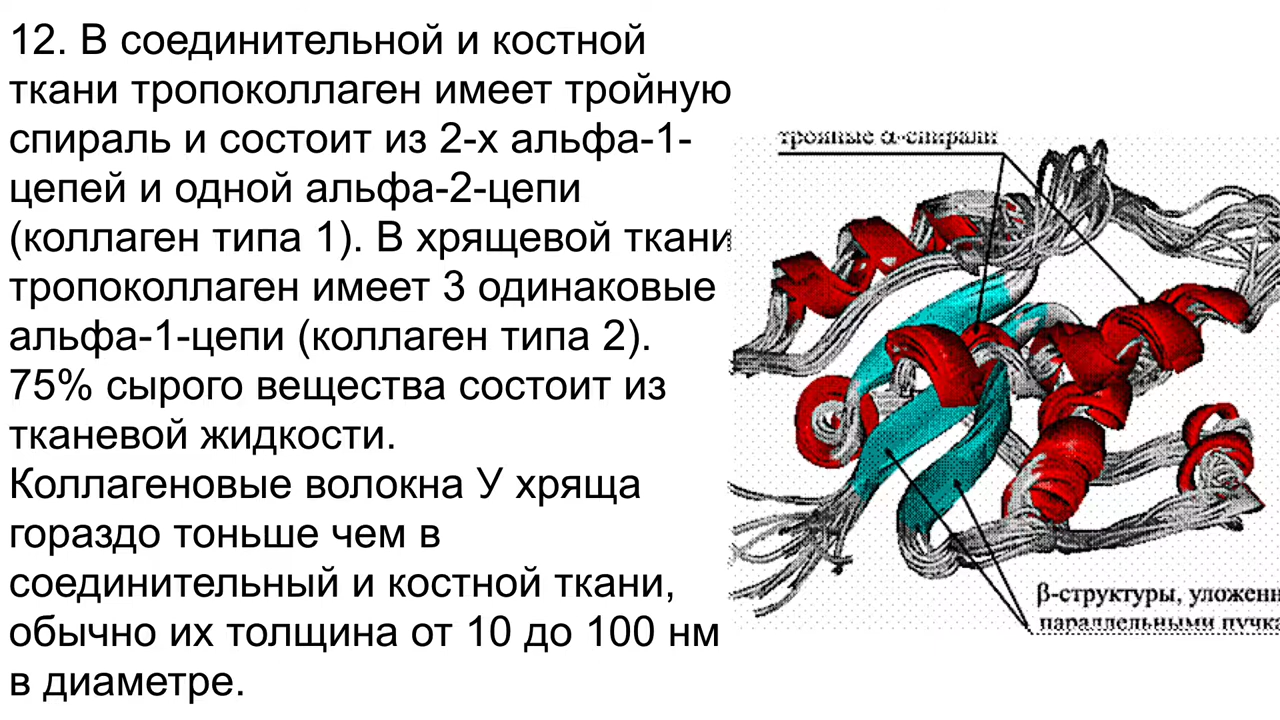 12. В соединительной и костной
ткани тропоколлаген имеет тройную
спираль и состоит из 2-х альфа-1-
цепей и одной альфа-2-цепи
(коллаген типа 1). В хрящевой ткани
тропоколлаген имеет 3 одинаковые
альфа-1-цепи (коллаген типа 2).
75% сырого вещества состоит из
тканевой жидкости.
Коллагеновые волокна У хряща
гораздо тоньше чем в
соединительный и костной ткани,
обычно их толщина от 10 до 100 нм
в диаметре.
тройные α-спирали
β-структуры, уложенн
параллельными пучка